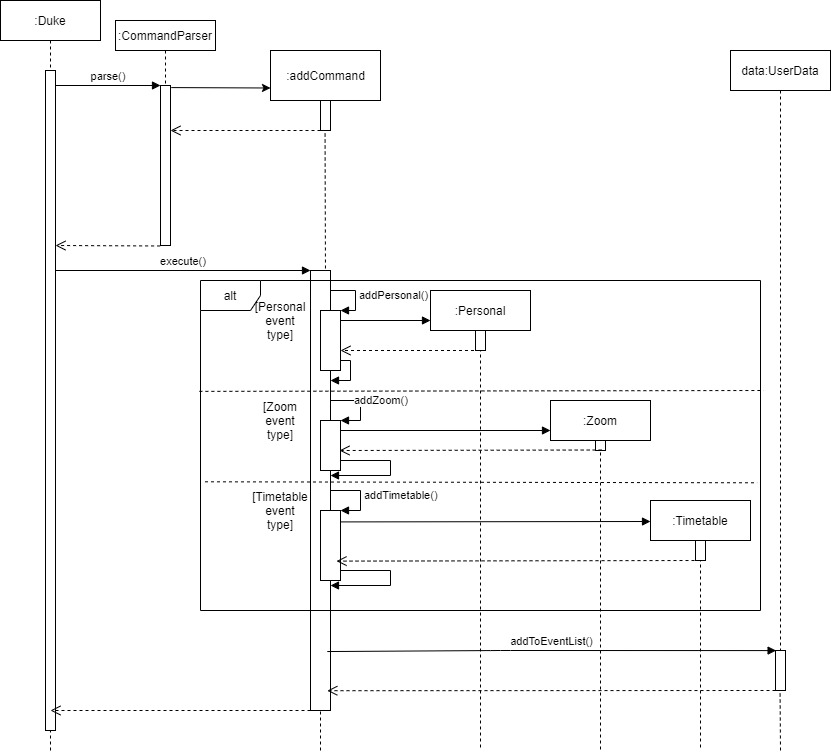 :Duke
:CommandParser
:addCommand
data:UserData
parse()
execute()
alt
addPersonal()
[Personal
event
type]
:Personal
addZoom()
[Zoom
event
type]
:Zoom
[Timetable
event
type]
addTimetable()
:Timetable
addToEventList()